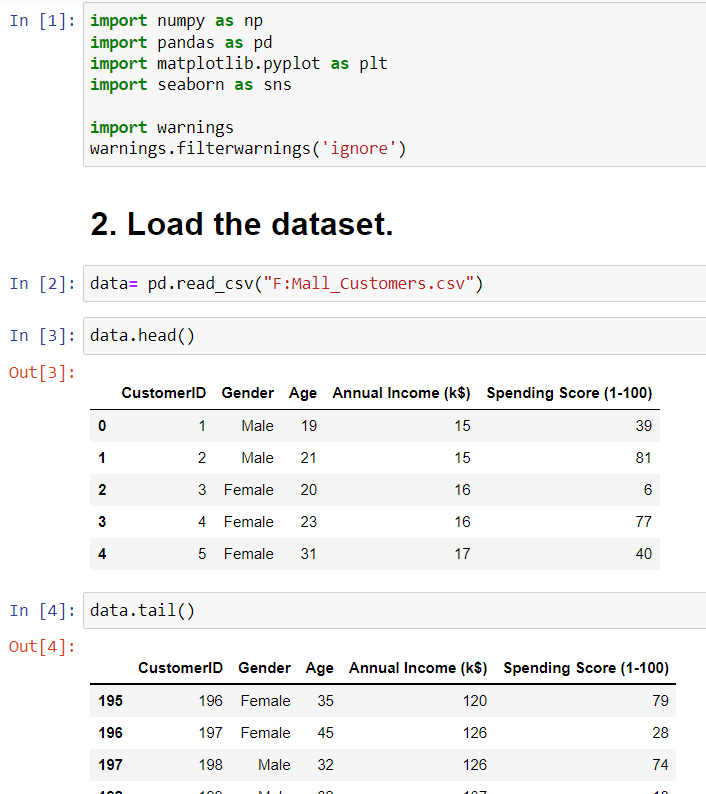 In [1]: import numpy as np
import pandas as pd
import matplotlib.pyplot as plt
import seaborn as sns
import warnings
warnings.filterwarnings('ignore')
2. Load the dataset.
In [2]: data= pd.read_csv("F:Mall_Customers.csv")
In [3]: data.head()
Out[3]:
CustomerID Gender Age Annual Income (k$) Spending Score (1-100)
0 1 Male 19 15 39
1 2 Male 21 15 81
2 3 Female 20 16 6
3 4 Female 23 16 77
4 5 Female 31 17 40
In [4]: data.tail()
Out[4]:
CustomerID Gender Age Annual Income (k$) Spending Score (1-100)
195 196 Female 35 120 79
196 197 Female 45 126 28
197 198 Male 32 126 74